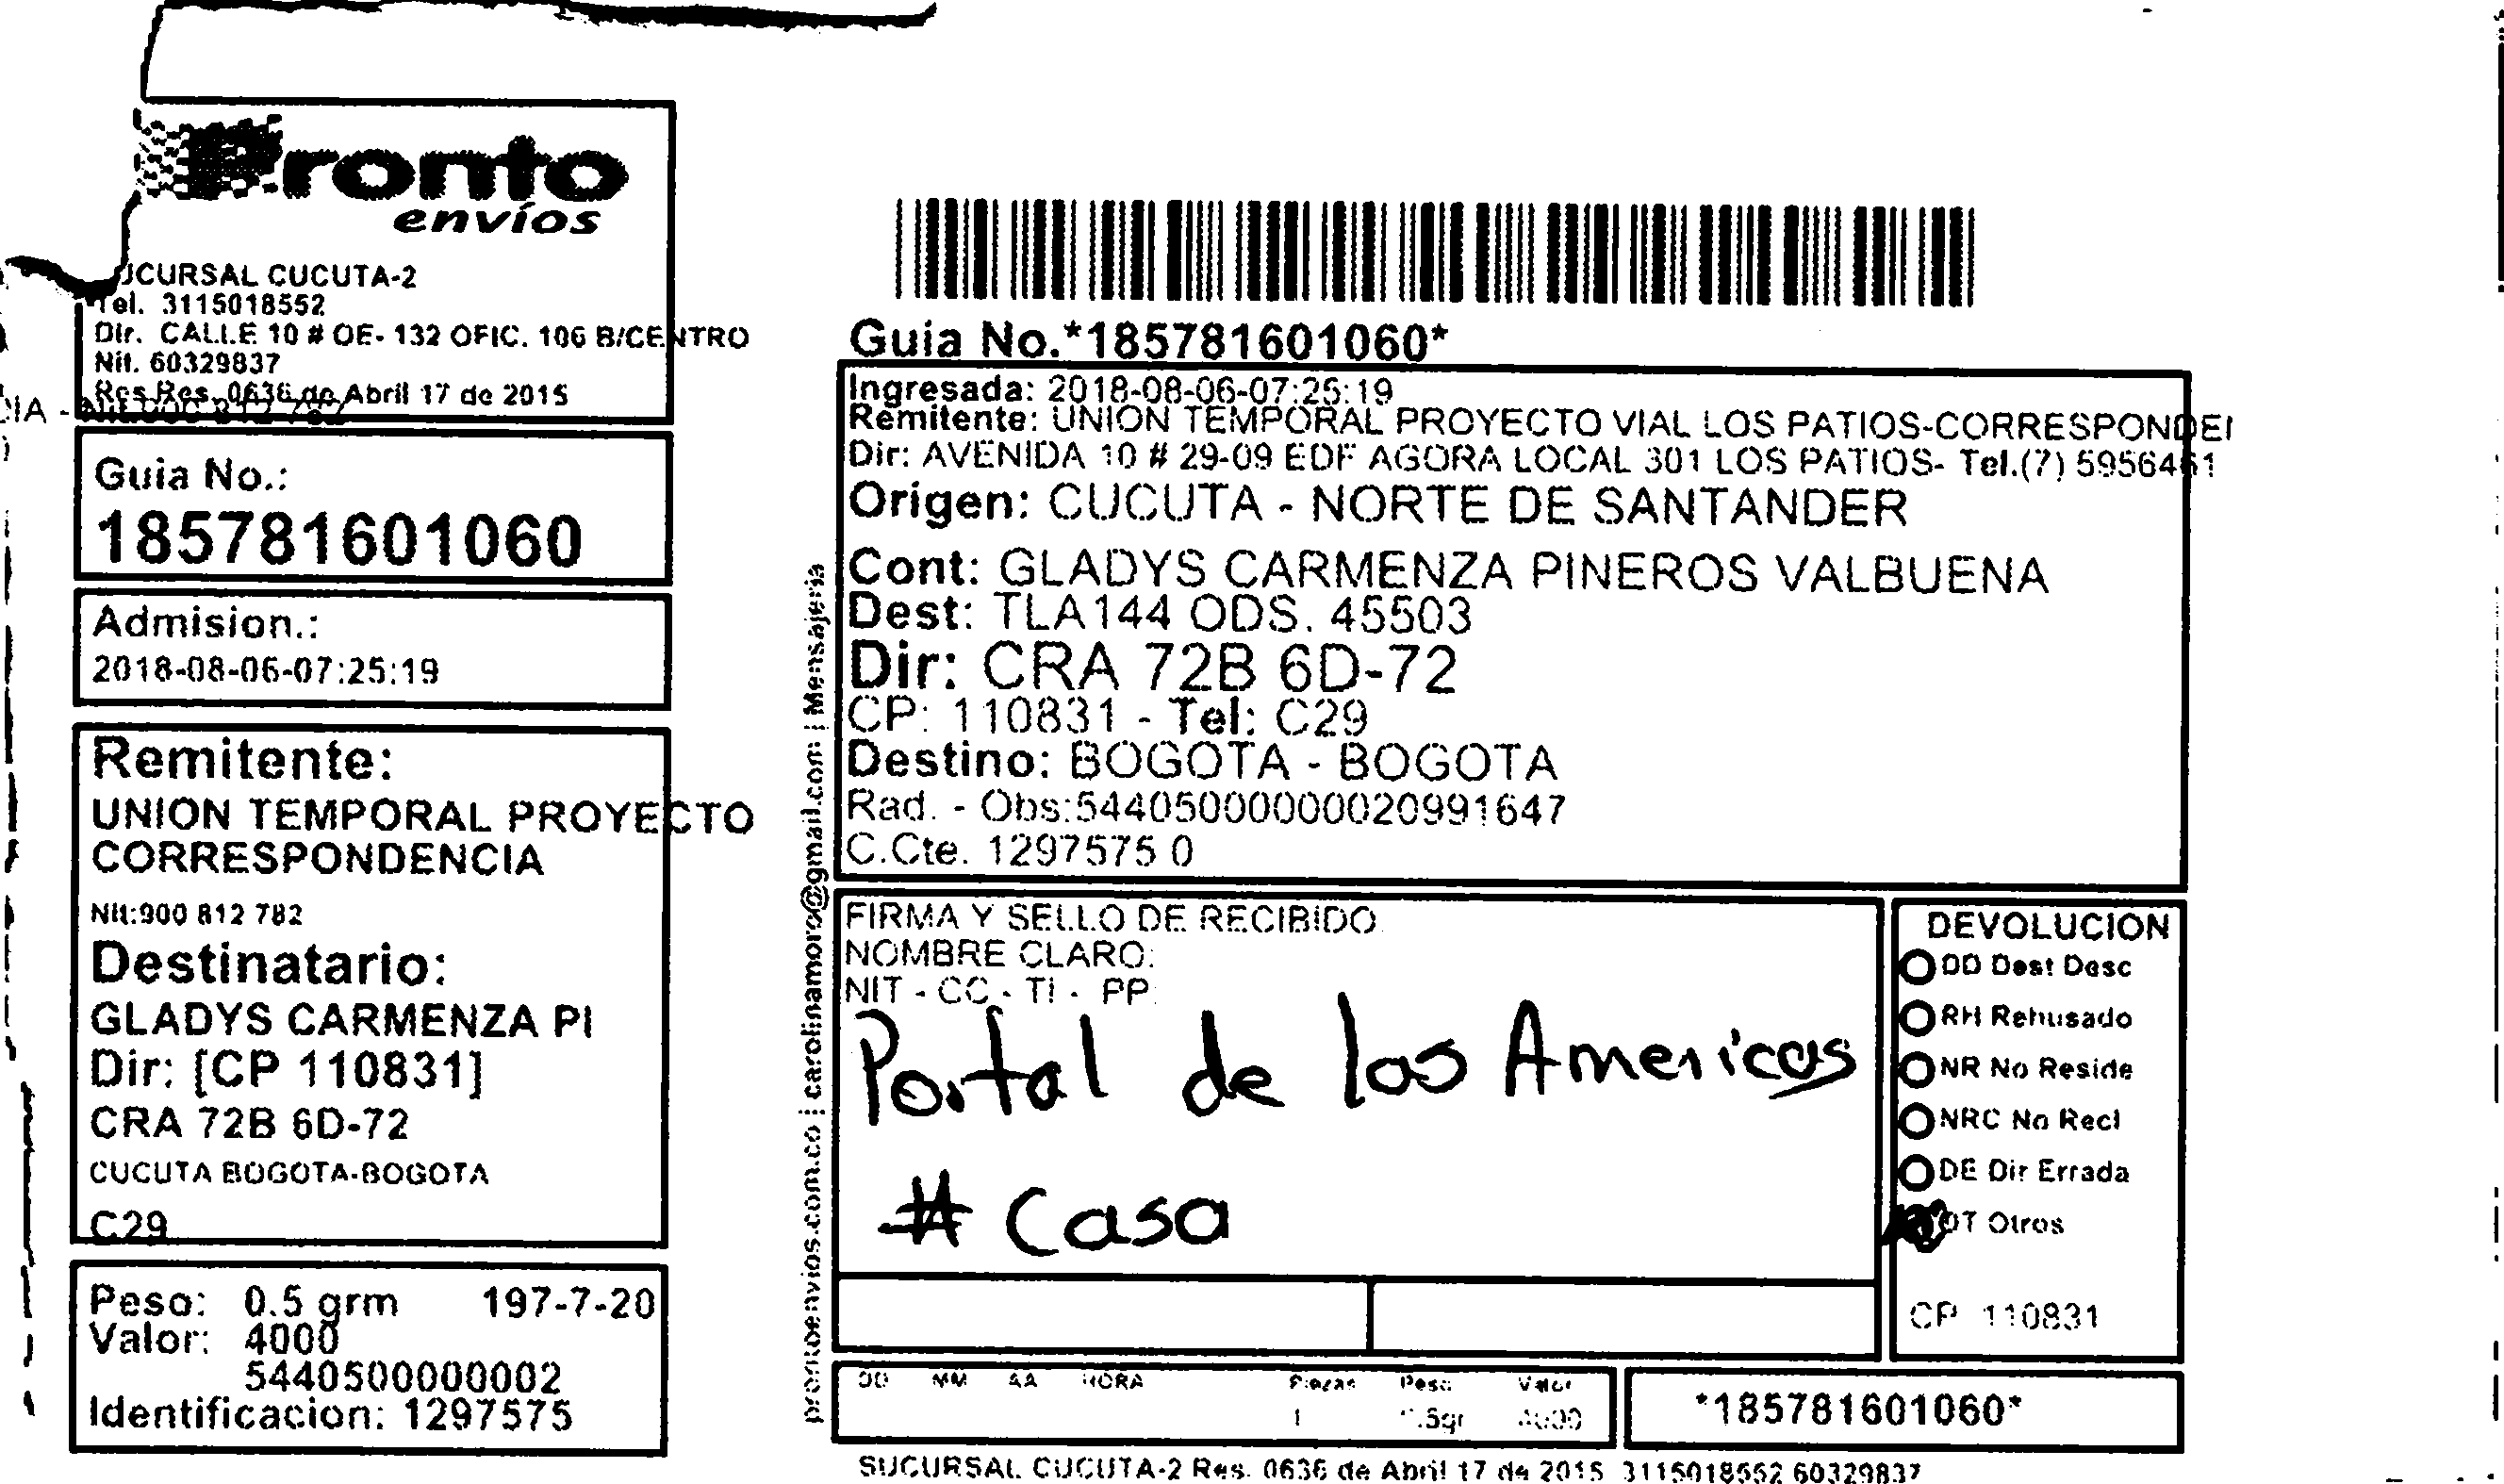 Pronto
envíos
UCURSAL CUCUTA-2
Tel. 3115018552
Dir. CALLE 10 # OE- 132 OFIC. 106 B/CENTRO
Nit. 60329837
Res.Res. 0636 de Abril 17 de 2015
Guia No.:
185781601060
Admision.:
2018-08-06-07:25:19
Remitente:
UNION TEMPORAL PROYECTO
CORRESPONDENCIA
Nit:900 812 782
Destinatario:
GLADYS CARMENZA PI
Dir: [CP 110831]
CRA 72B 6D-72
CUCUTA BOGOTA-BOGOTA
C29
Peso: 0.5 grm 197-7-20
Valor: 4000
5440500000002
Identificacion: 1297575
prontoenvios.com.co | carolinamoro@gmail.com | Mensajeria
Guia No.*185781601060*
Ingresada: 2018-08-06-07:25:19
Remitente: UNION TEMPORAL PROYECTO VIAL LOS PATIOS-CORRESPONDEI
Dir: AVENIDA 10 # 29-09 EDF AGORA LOCAL 301 LOS PATIOS- Tel.(7) 5956461
Origen: CUCUTA - NORTE DE SANTANDER
Cont: GLADYS CARMENZA PINEROS VALBUENA
Dest: TLA144 ODS. 45503
Dir: CRA 72B 6D-72
CP: 110831 - Tel: C29
Destino: BOGOTA - BOGOTA
Rad. - Obs:5440500000020991647
C.Cte. 1297575 0
FIRMA Y SELLO DE RECIBIDO
NOMBRE CLARO:
NIT - CC - TI - PP
Portal de las Americas
# Casa
DEVOLUCION
DD Dest Desc
RH Rehusado
NR No Reside
NRC No Recl
DE Dir Errada
OT Otros
CP 110831
DD MM AA HORA Piezas Peso Valor
1
*185781601060*
SUCURSAL CUCUTA-2 Res. 0636 de Abril 17 de 2015 3115018552 60329837